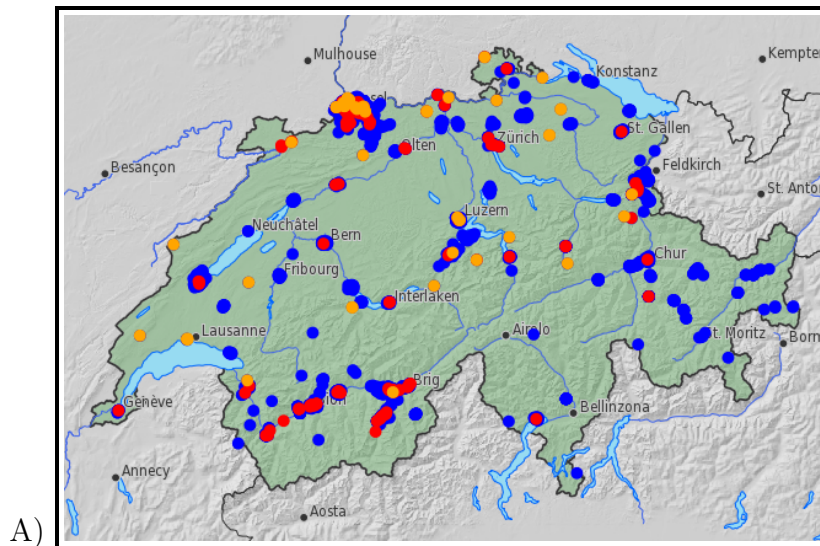 Mulhouse
Konstanz
Kempten
Olten
Zürich
St. Gallen
Feldkirch
Besançon
St. Anton
Luzern
Neuchâtel
Bern
Chur
Fribourg
Interlaken
Lausanne
Airolo
St. Moritz
Born
Brig
Genève
Bellinzona
Annecy
Aosta
A)